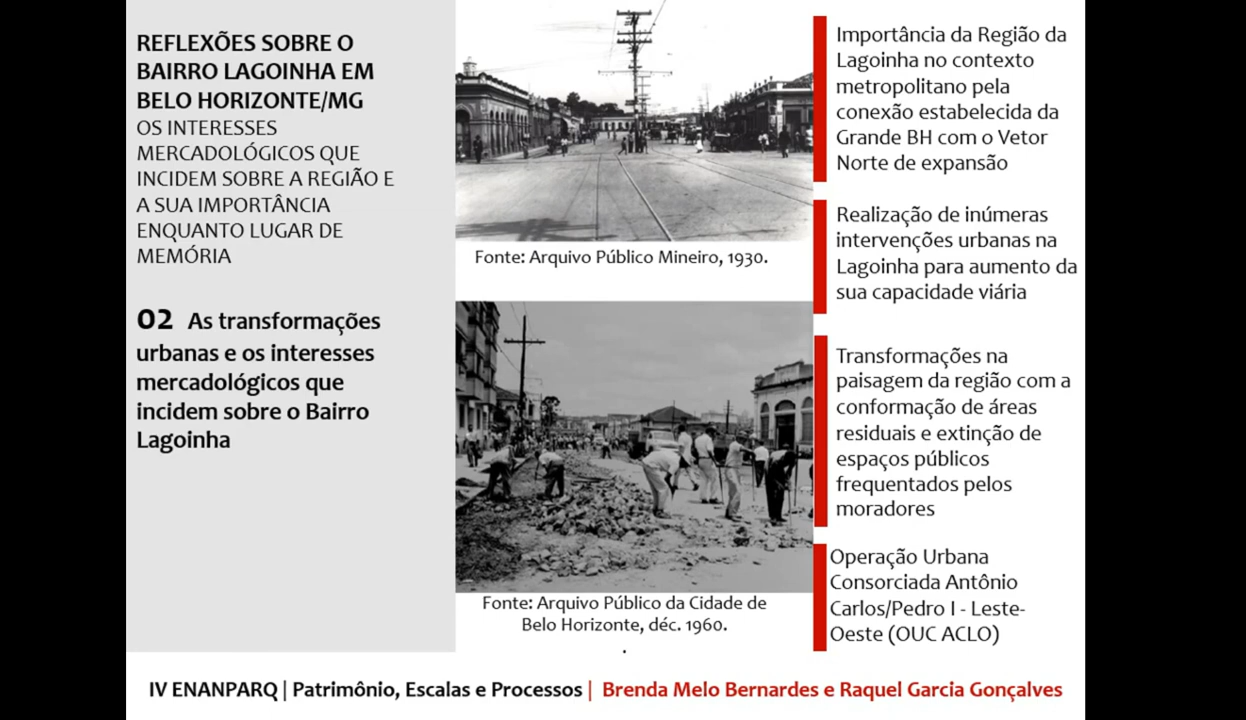 REFLEXÕES SOBRE O
BAIRRO LAGOINHA EM
BELO HORIZONTE/MG
OS INTERESSES
MERCADOLÓGICOS QUE
INCIDEM SOBRE A REGIÃO E
A SUA IMPORTÂNCIA
ENQUANTO LUGAR DE
MEMÓRIA
02 As transformações
urbanas e os interesses
mercadológicos que
incidem sobre o Bairro
Lagoinha
Fonte: Arquivo Público Mineiro, 1930.
Fonte: Arquivo Público da Cidade de
Belo Horizonte, déc. 1960.
.
Importância da Região da
Lagoinha no contexto
metropolitano pela
conexão estabelecida da
Grande BH com o Vetor
Norte de expansão
Realização de inúmeras
intervenções urbanas na
Lagoinha para aumento da
sua capacidade viária
Transformações na
paisagem da região com a
conformação de áreas
residuais e extinção de
espaços públicos
frequentados pelos
moradores
Operação Urbana
Consorciada Antônio
Carlos/Pedro I - Leste-
Oeste (OUC ACLO)
IV ENANPARQ | Patrimônio, Escalas e Processos | Brenda Melo Bernardes e Raquel Garcia Gonçalves